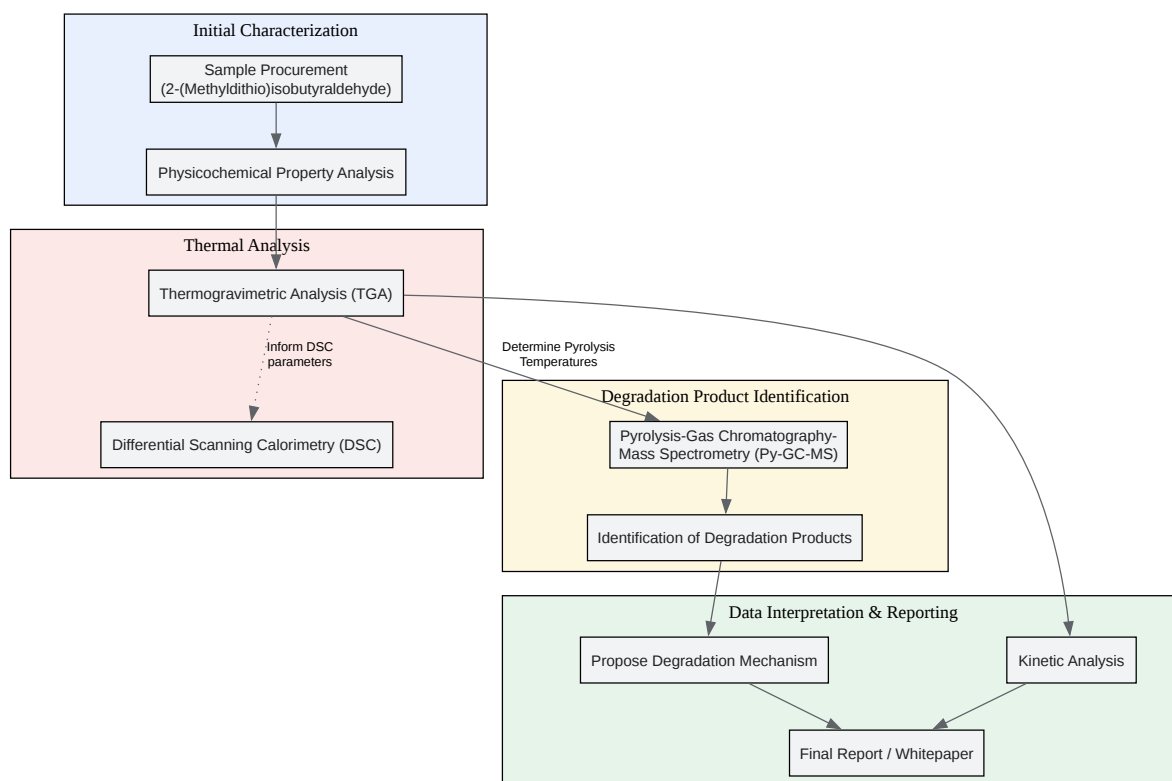 Initial Characterization
Sample Procurement
(2-(Methyldithio)isobutyraldehyde)
Physicochemical Property Analysis
Thermal Analysis
Thermogravimetric Analysis (TGA)
Inform DSC
parameters
Determine Pyrolysis
Temperatures
Differential Scanning Calorimetry (DSC)
Degradation Product Identification
Pyrolysis-Gas Chromatography-
Mass Spectrometry (Py-GC-MS)
Identification of Degradation Products
Data Interpretation & Reporting
Propose Degradation Mechanism
Kinetic Analysis
Final Report / Whitepaper